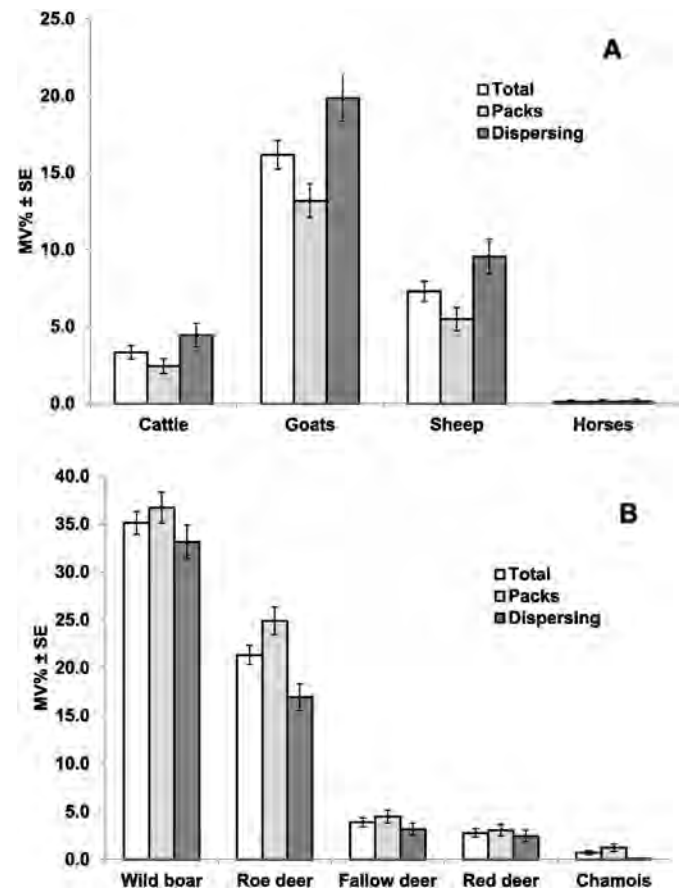 25.0
A
20.0
Total
Packs
Dispersing
15.0
MV% ± SE
10.0
5.0
0.0
Cattle Goats Sheep Horses
40.0
B
35.0
30.0
Total
Packs
Dispersing
25.0
MV% ± SE
20.0
15.0
10.0
5.0
0.0
Wild boar Roe deer Fallow deer Red deer Chamois